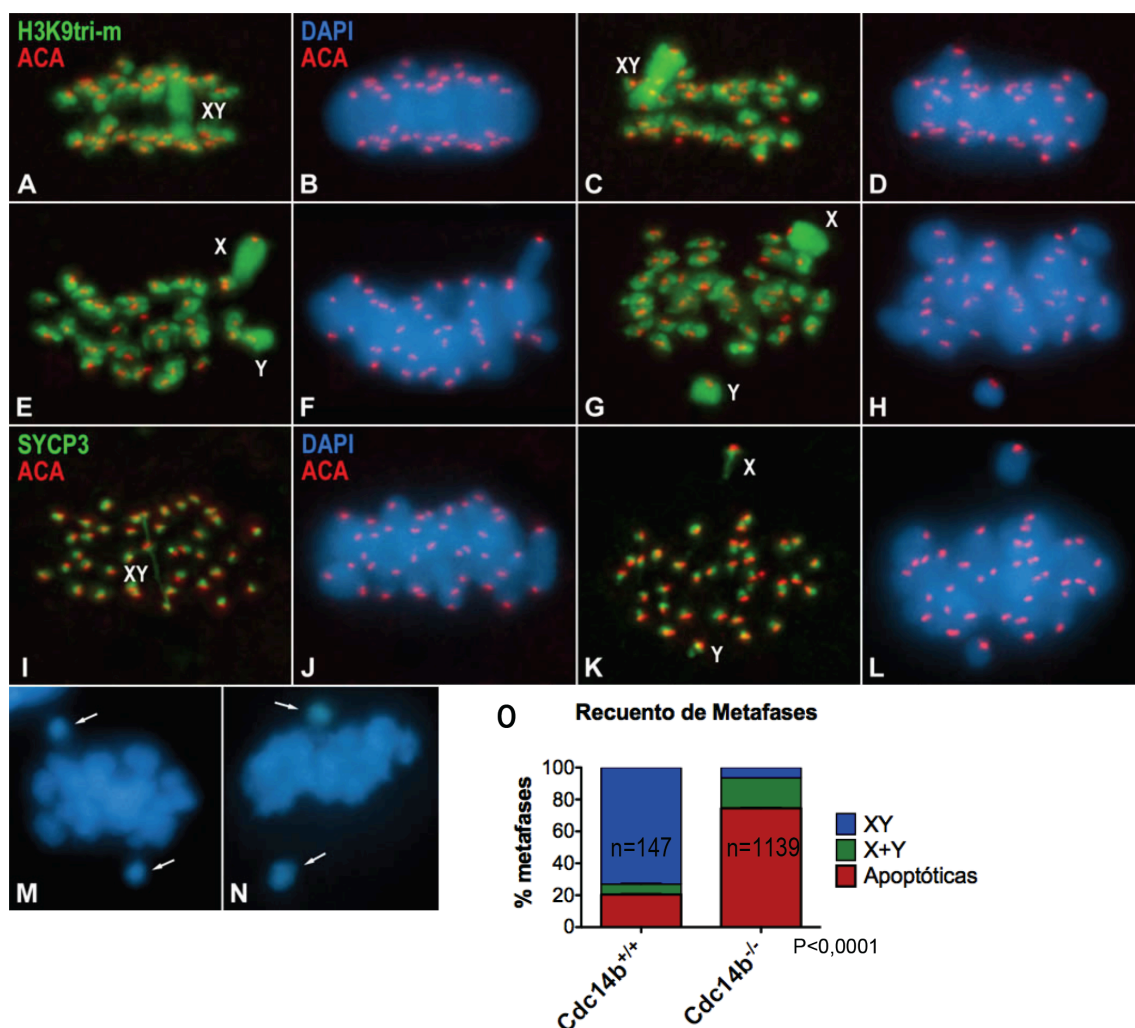 H3K9tri-m
ACA
XY
A
DAPI
ACA
B
XY
C
D
X
Y
E
F
X
Y
G
H
SYCP3
ACA
XY
I
DAPI
ACA
J
X
Y
K
L
M
N
O
Recuento de Metafases
% metafases
100
80
60
40
20
0
n=147
n=1139
XY
X+Y
Apoptóticas
Cdc14b+/+
Cdc14b-/-
P<0,0001